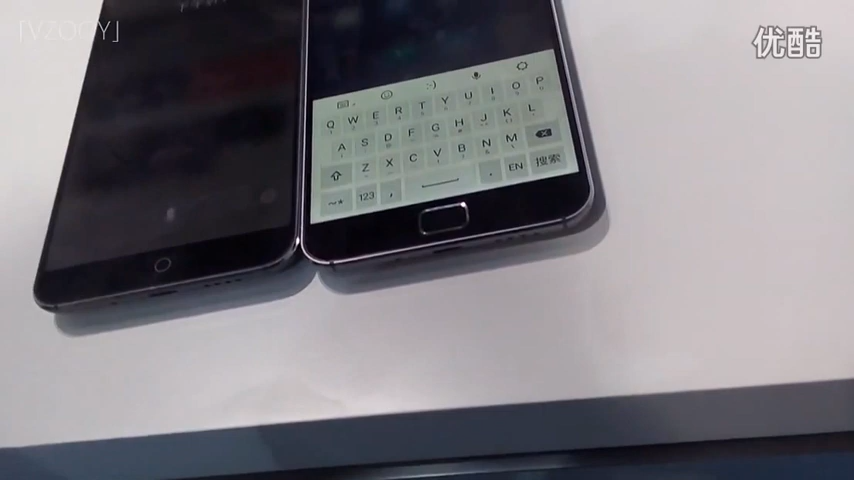 「VZOOY」
优酷
Q W E R T Y U I O P
A S D F G H J K L
Z X C V B N M
123 , . EN 搜索